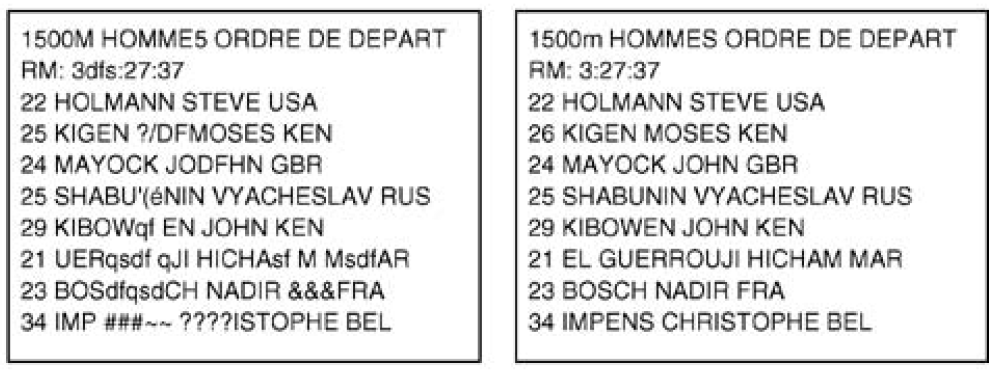 1500M HOMME5 ORDRE DE DEPART
RM: 3dfs:27:37
22 HOLMANN STEVE USA
25 KIGEN ?/DFMOSES KEN
24 MAYOCK JODFHN GBR
25 SHABU'(éNIN VYACHESLAV RUS
29 KIBOWqf EN JOHN KEN
21 UERqsdf qJI HICHAsf M MsdfAR
23 BOSdfqsdCH NADIR &&&FRA
34 IMP ###~~ ????ISTOPHE BEL
1500m HOMMES ORDRE DE DEPART
RM: 3:27:37
22 HOLMANN STEVE USA
26 KIGEN MOSES KEN
24 MAYOCK JOHN GBR
25 SHABUNIN VYACHESLAV RUS
29 KIBOWEN JOHN KEN
21 EL GUERROUJI HICHAM MAR
23 BOSCH NADIR FRA
34 IMPENS CHRISTOPHE BEL